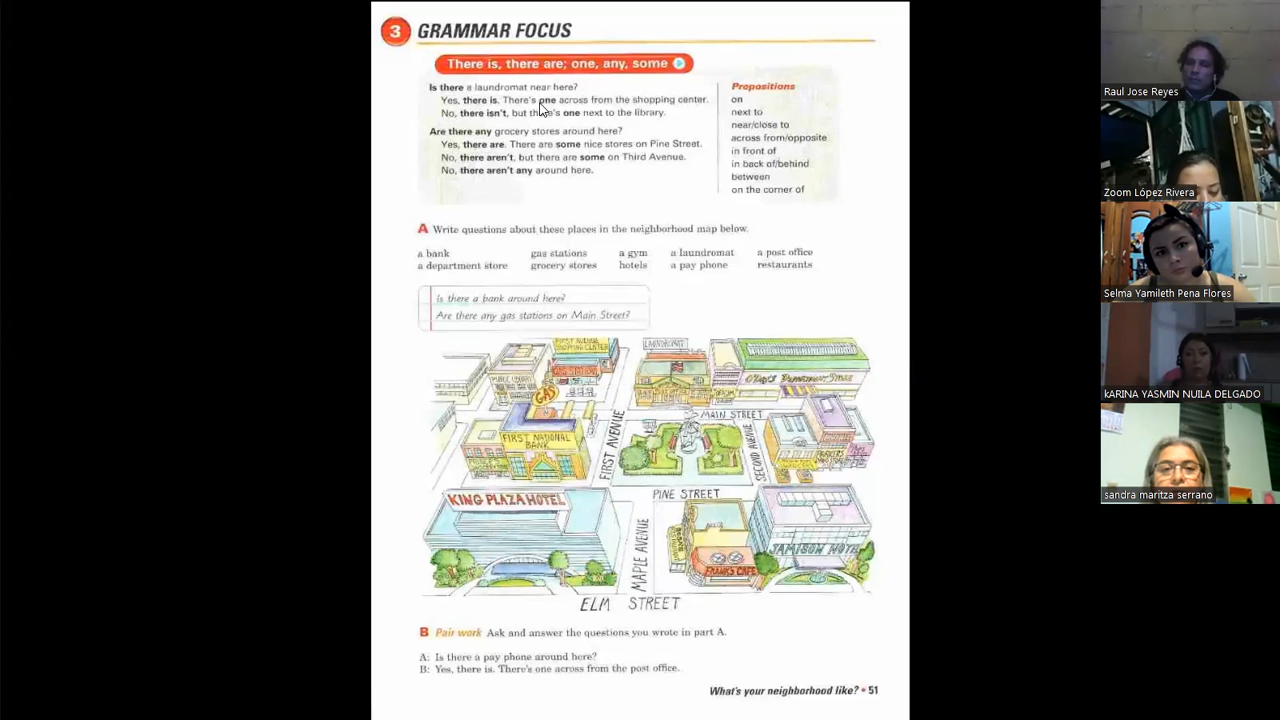 3 GRAMMAR FOCUS
There is, there are; one, any, some
Is there a laundromat near here?
Yes, there is. There's one across from the shopping center.
No, there isn't, but there's one next to the library.
Are there any grocery stores around here?
Yes, there are. There are some nice stores on Pine Street.
No, there aren't, but there are some on Third Avenue.
No, there aren't any around here.
Prepositions
on
next to
near/close to
across from/opposite
in front of
in back of/behind
between
on the corner of
A Write questions about these places in the neighborhood map below.
a bank gas stations a gym a laundromat a post office
a department store grocery stores hotels a pay phone restaurants
Is there a bank around here?
Are there any gas stations on Main Street?
FIRST AVENUE
SHOPPING CENTER
LAUNDROMAT
PUBLIC LIBRARY
GAS
MAIN STREET
FIRST NATIONAL
BANK
FIRST AVENUE
SECOND AVENUE
PINE STREET
KING PLAZA HOTEL
MAPLE AVENUE
JAMISON HOTEL
FRANK'S CAFE
ELM STREET
B Pair work Ask and answer the questions you wrote in part A.
A: Is there a pay phone around here?
B: Yes, there is. There's one across from the post office.
What's your neighborhood like? • 51
Raul Jose Reyes
Zoom López Rivera
Selma Yamileth Pena Flores
kARINA YASMIN NUILA DELGADO
sandra maritza serrano